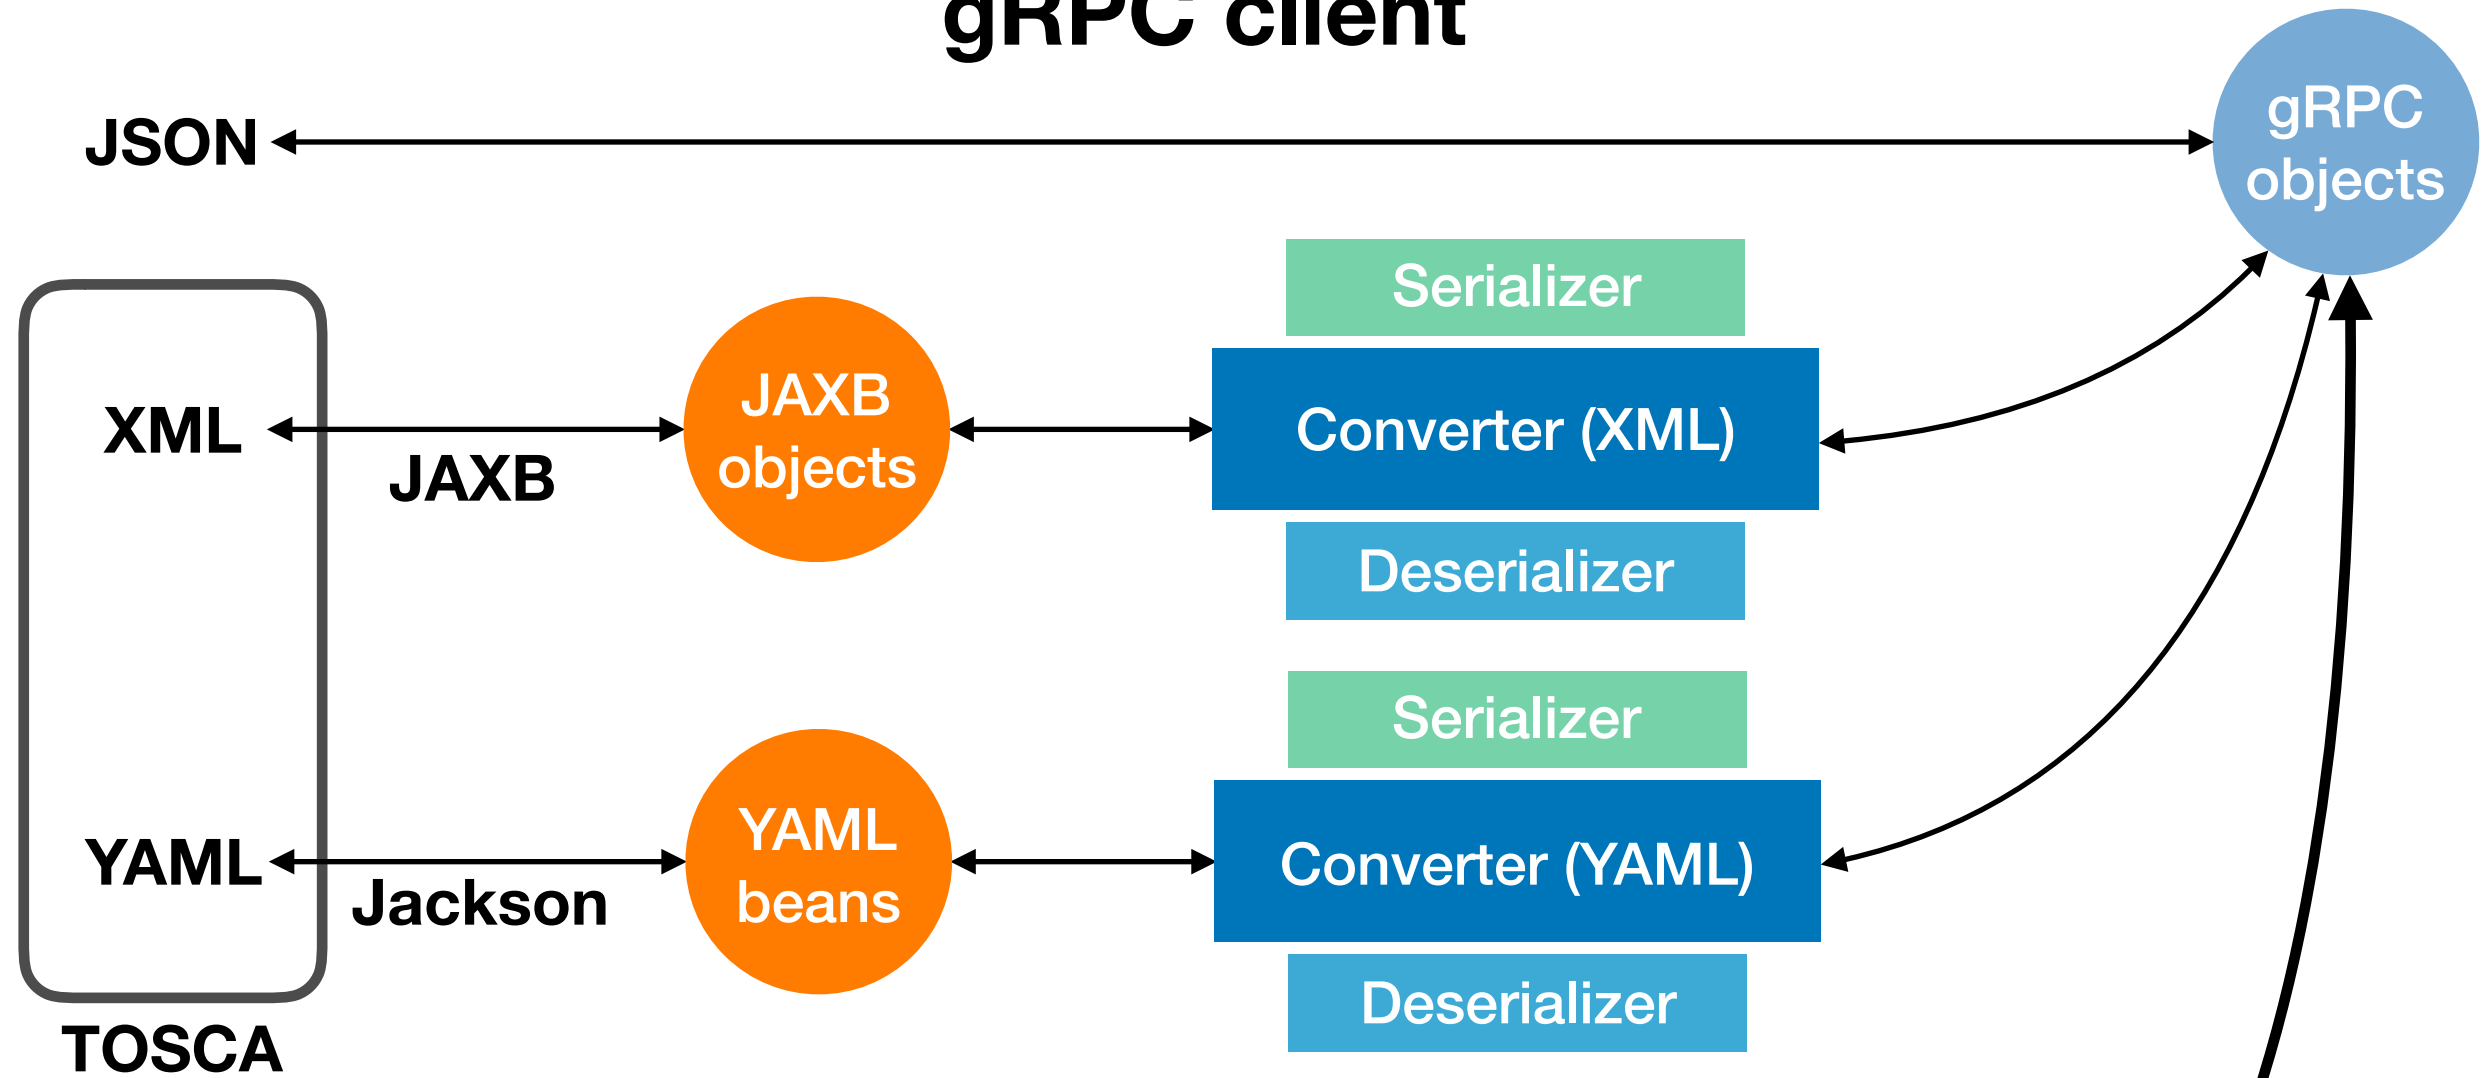 gRPC client
JSON
gRPC
objects
Serializer
XML
JAXB
JAXB
objects
Converter (XML)
Deserializer
Serializer
YAML
Jackson
YAML
beans
Converter (YAML)
Deserializer
TOSCA